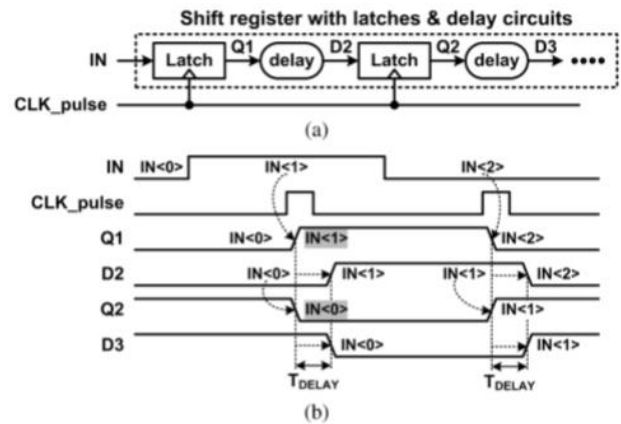 Shift register with latches & delay circuits
IN Latch Q1 delay D2 Latch Q2 delay D3 ••••
CLK_pulse
(a)
IN IN<0> IN<1> IN<2>
CLK_pulse
Q1 IN<0> IN<1> IN<2>
D2 IN<0> IN<1> IN<1> IN<2>
Q2 IN<0> IN<1>
D3 IN<0> IN<1>
TDELAY TDELAY
(b)